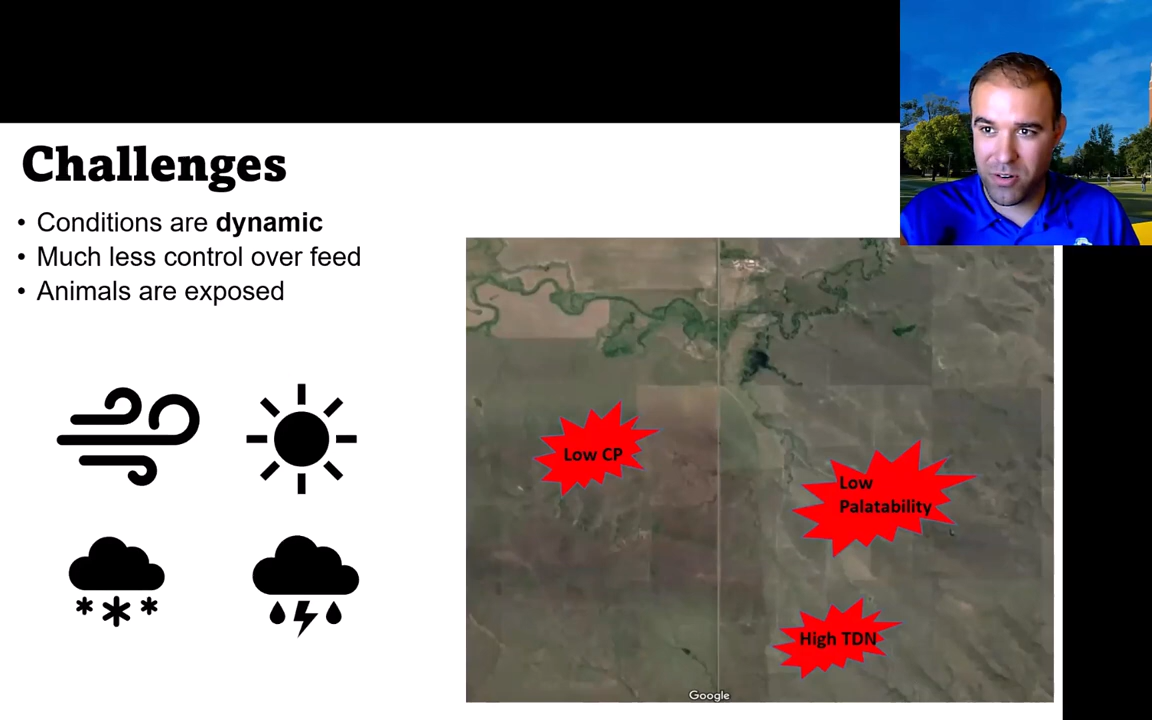 Challenges
• Conditions are dynamic
• Much less control over feed
• Animals are exposed
Low CP
Low
Palatability
High TDN
Google